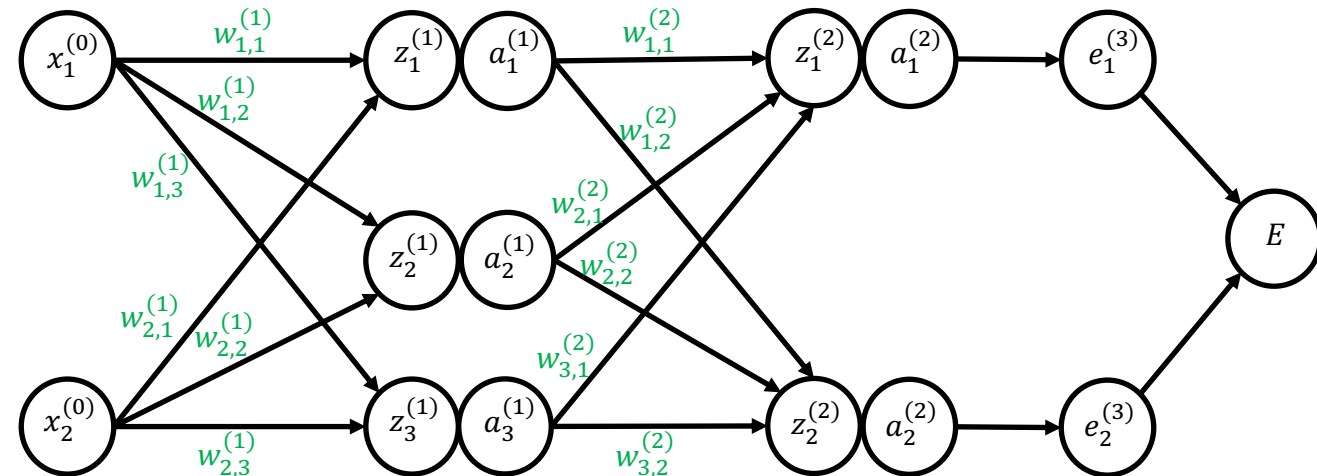 x_1^{(0)} w_{1,1}^{(1)} z_1^{(1)} a_1^{(1)} w_{1,1}^{(2)} z_1^{(2)} a_1^{(2)} e_1^{(3)}
w_{1,2}^{(1)}
w_{1,2}^{(2)}
w_{1,3}^{(1)}
w_{2,1}^{(2)}
z_2^{(1)} a_2^{(1)} w_{2,2}^{(2)} E
w_{2,1}^{(1)} w_{2,2}^{(1)}
w_{3,1}^{(2)}
x_2^{(0)} z_3^{(1)} a_3^{(1)} z_2^{(2)} a_2^{(2)} e_2^{(3)}
w_{2,3}^{(1)} w_{3,2}^{(2)}